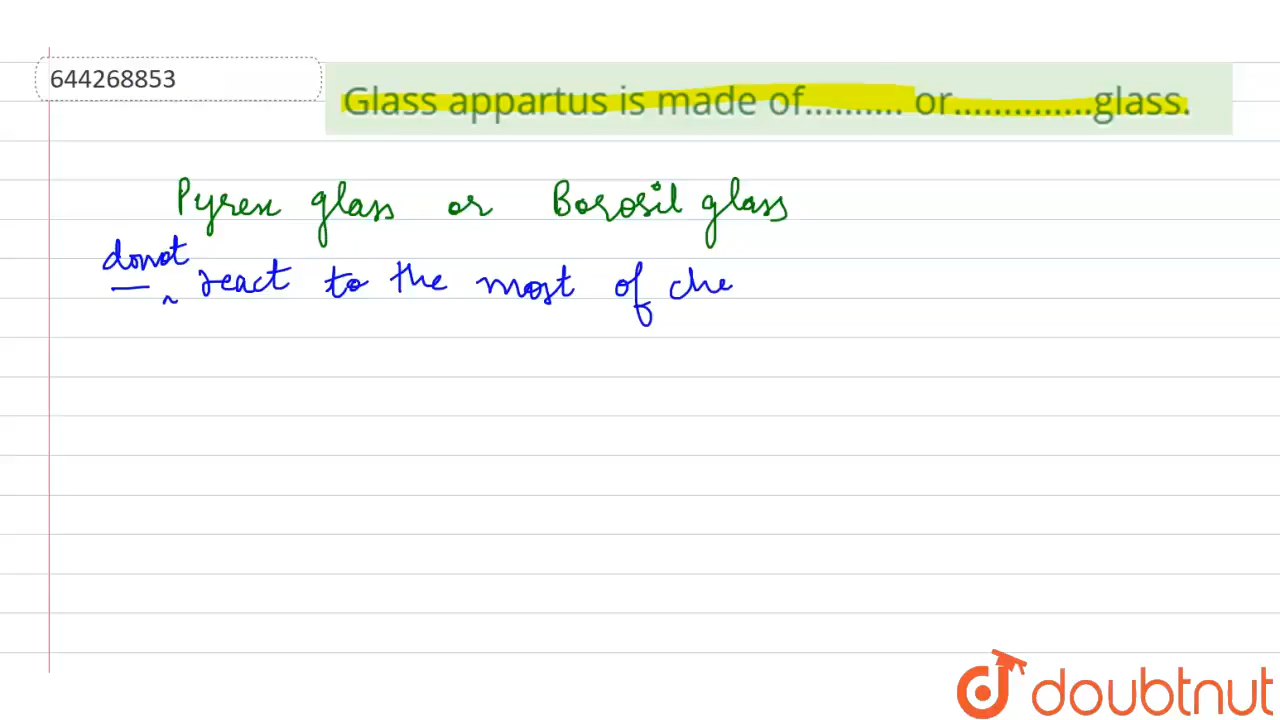 644268853
Glass appartus is made of.......... or..............glass.
Pyrex glass or Borosil glass
donot
react to the most of che
doubtnut